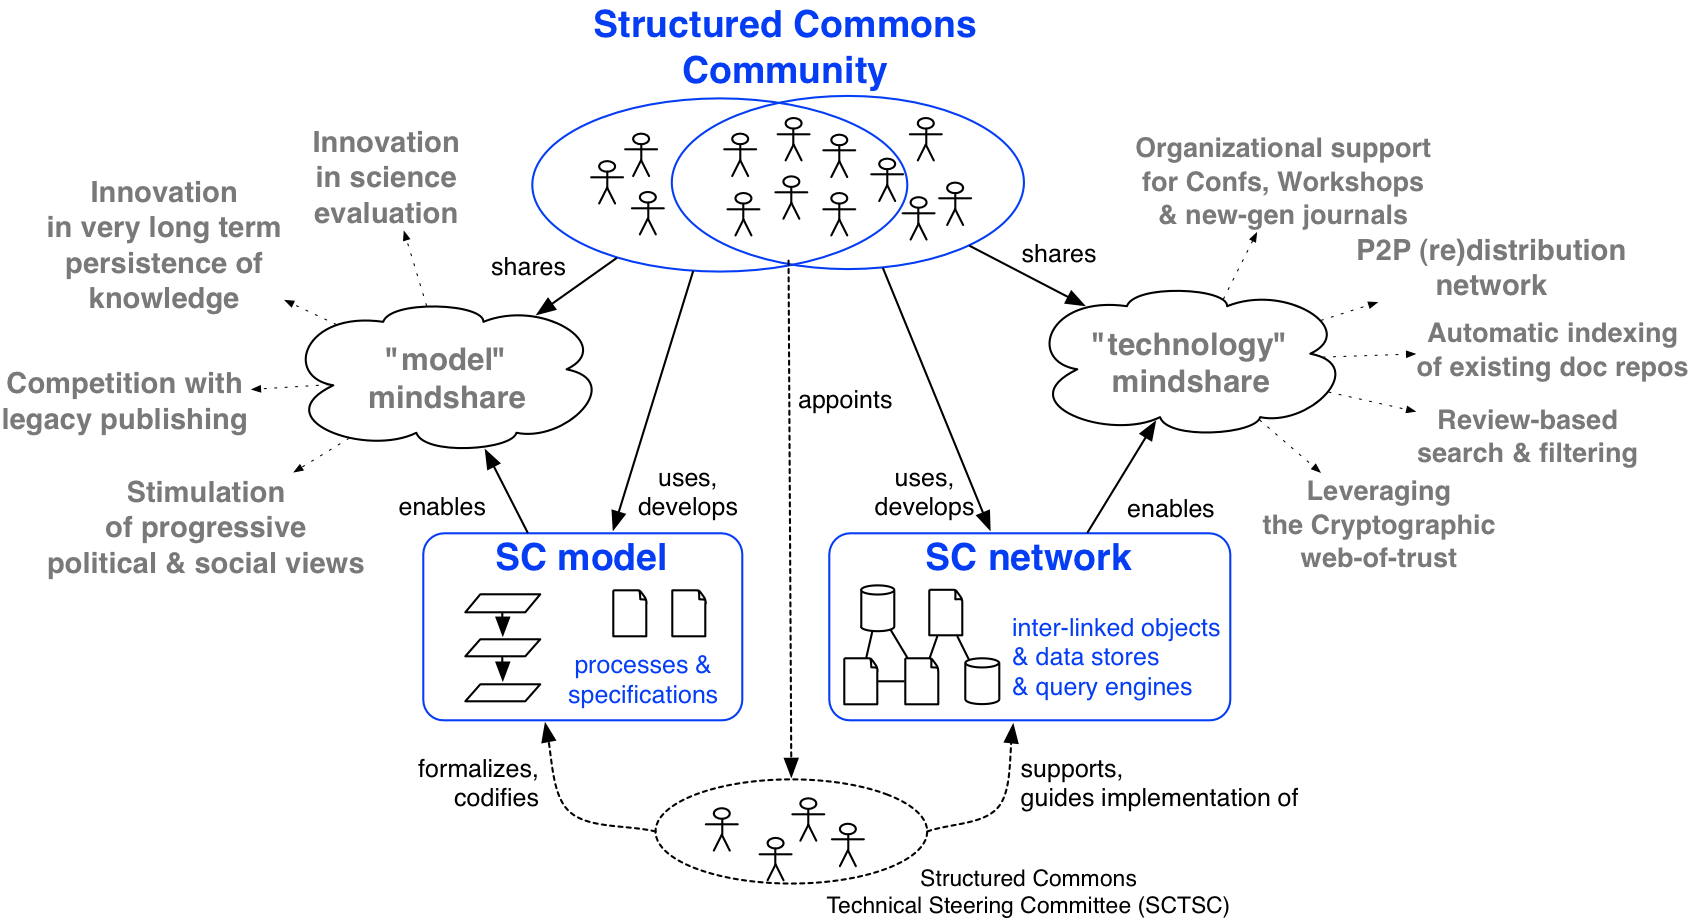 Structured Commons
Community
Innovation
in science
evaluation
Innovation
in very long term
persistence of
knowledge
Competition with
legacy publishing
Stimulation
of progressive
political & social views
shares
"model"
mindshare
enables
uses,
develops
appoints
uses,
develops
shares
"technology"
mindshare
enables
Organizational support
for Confs, Workshops
& new-gen journals
P2P (re)distribution
network
Automatic indexing
of existing doc repos
Review-based
search & filtering
Leveraging
the Cryptographic
web-of-trust
SC model
processes &
specifications
SC network
inter-linked objects
& data stores
& query engines
formalizes,
codifies
supports,
guides implementation of
Structured Commons
Technical Steering Committee (SCTSC)